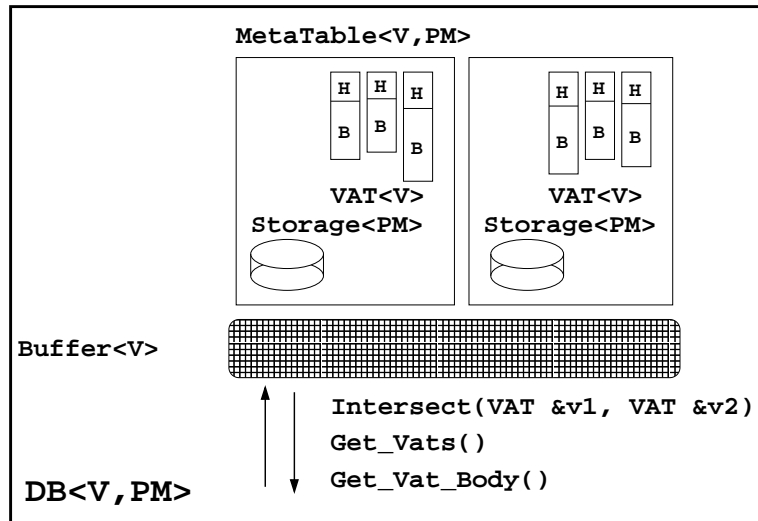 MetaTable<V,PM>
H H H H H H
B B B B B B
VAT<V> VAT<V>
Storage<PM> Storage<PM>
Buffer<V>
Intersect(VAT &v1, VAT &v2)
Get_Vats()
Get_Vat_Body()
DB<V,PM>